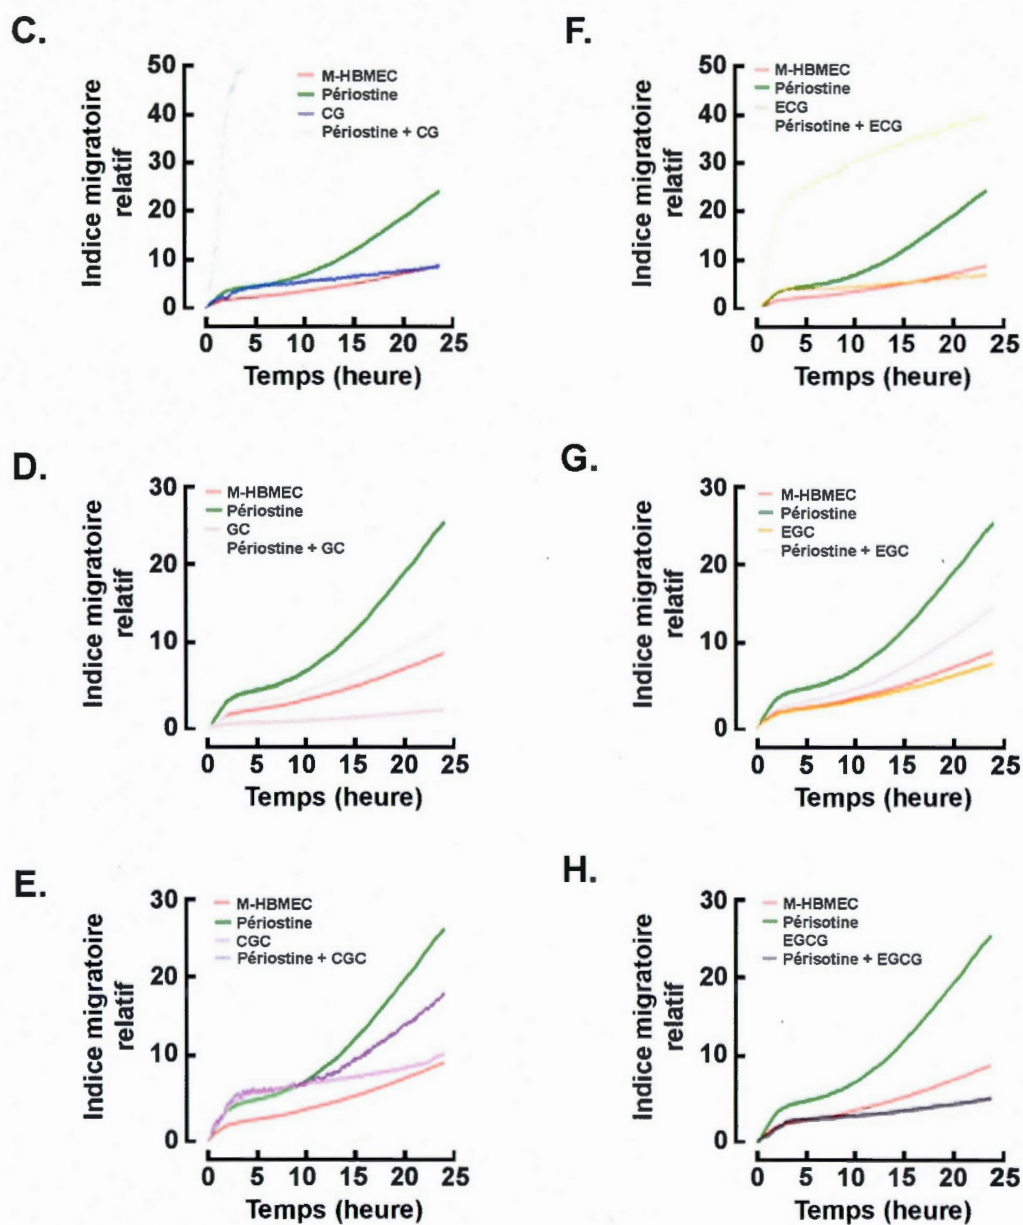 C.
Indice migratoire
relatif
50
40
30
20
10
0
M-HBMEC
Périostine
CG
Périostine + CG
0 5 10 15 20 25
Temps (heure)
F.
Indice migratoire
relatif
50
40
30
20
10
0
M-HBMEC
Périostine
ECG
Périsotine + ECG
0 5 10 15 20 25
Temps (heure)
D.
Indice migratoire
relatif
30
20
10
0
M-HBMEC
Périostine
GC
Périostine + GC
0 5 10 15 20 25
Temps (heure)
G.
Indice migratoire
relatif
30
20
10
0
M-HBMEC
Périostine
EGC
Périostine + EGC
0 5 10 15 20 25
Temps (heure)
E.
Indice migratoire
relatif
30
20
10
0
M-HBMEC
Périostine
CGC
Périostine + CGC
0 5 10 15 20 25
Temps (heure)
H.
Indice migratoire
relatif
30
20
10
0
M-HBMEC
Périsotine
EGCG
Périsotine + EGCG
0 5 10 15 20 25
Temps (heure)